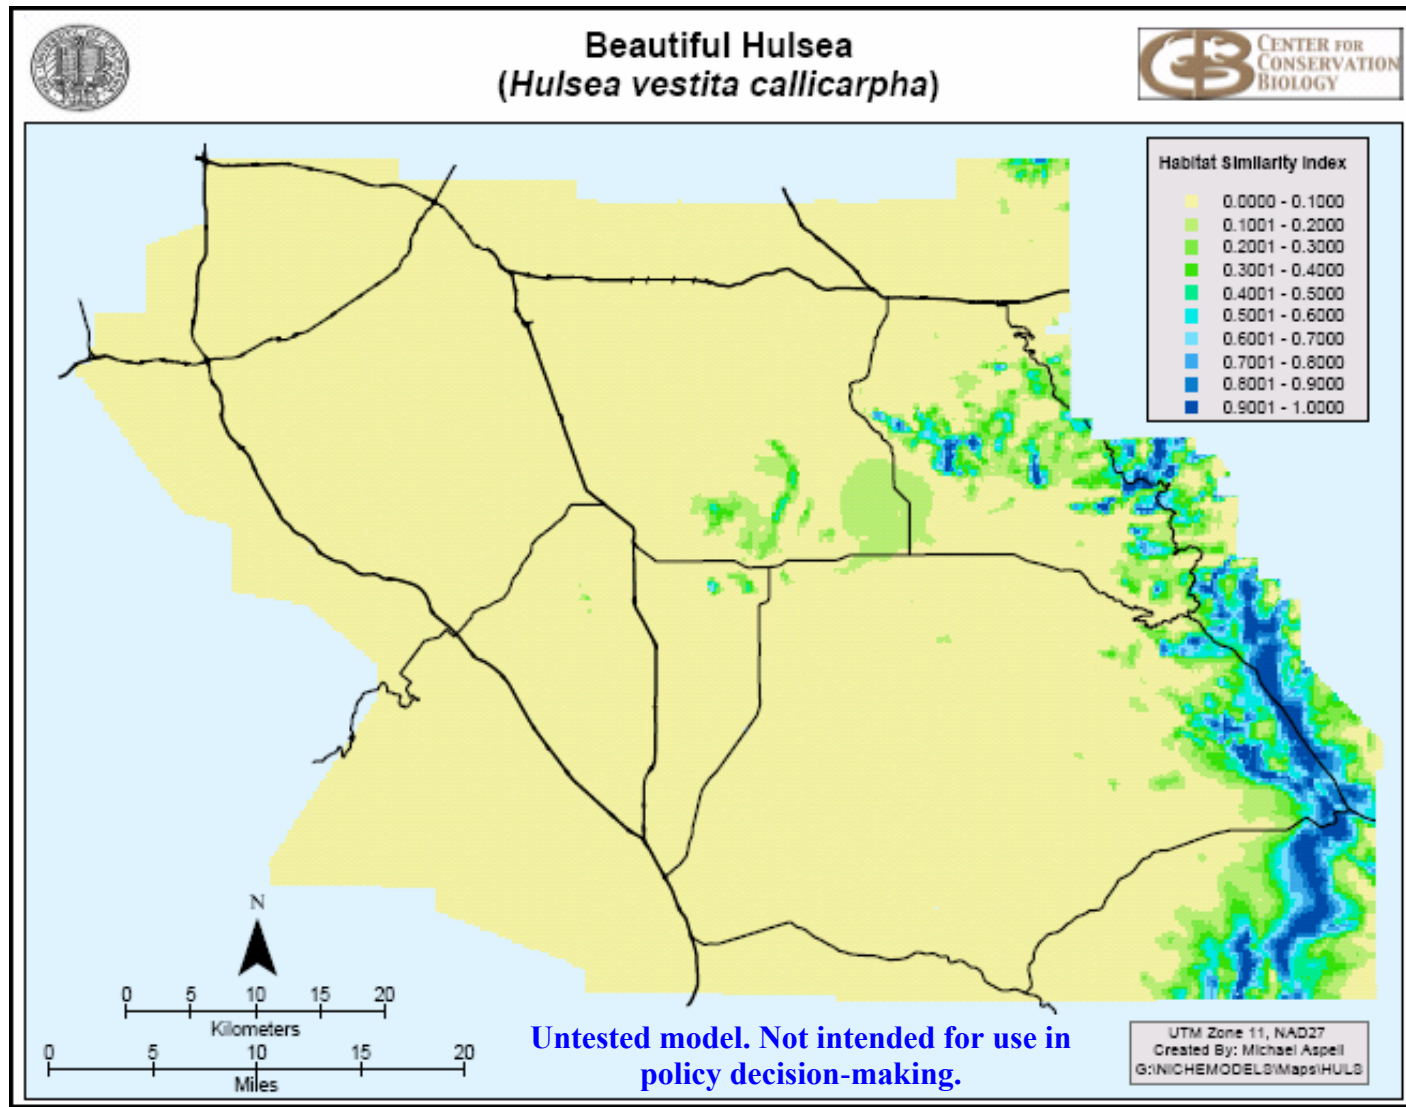 Beautiful Hulsea
(Hulsea vestita callicarpha)
CENTER FOR
CONSERVATION
BIOLOGY
Habitat Similarity Index
0.0000 - 0.1000
0.1001 - 0.2000
0.2001 - 0.3000
0.3001 - 0.4000
0.4001 - 0.5000
0.5001 - 0.6000
0.6001 - 0.7000
0.7001 - 0.8000
0.8001 - 0.9000
0.9001 - 1.0000
N
0 5 10 15 20
Kilometers
0 5 10 15 20
Miles
Untested model. Not intended for use in
policy decision-making.
UTM Zone 11, NAD27
Created By: Michael Aspell
G:\NICHEMODELS\Maps\HULS